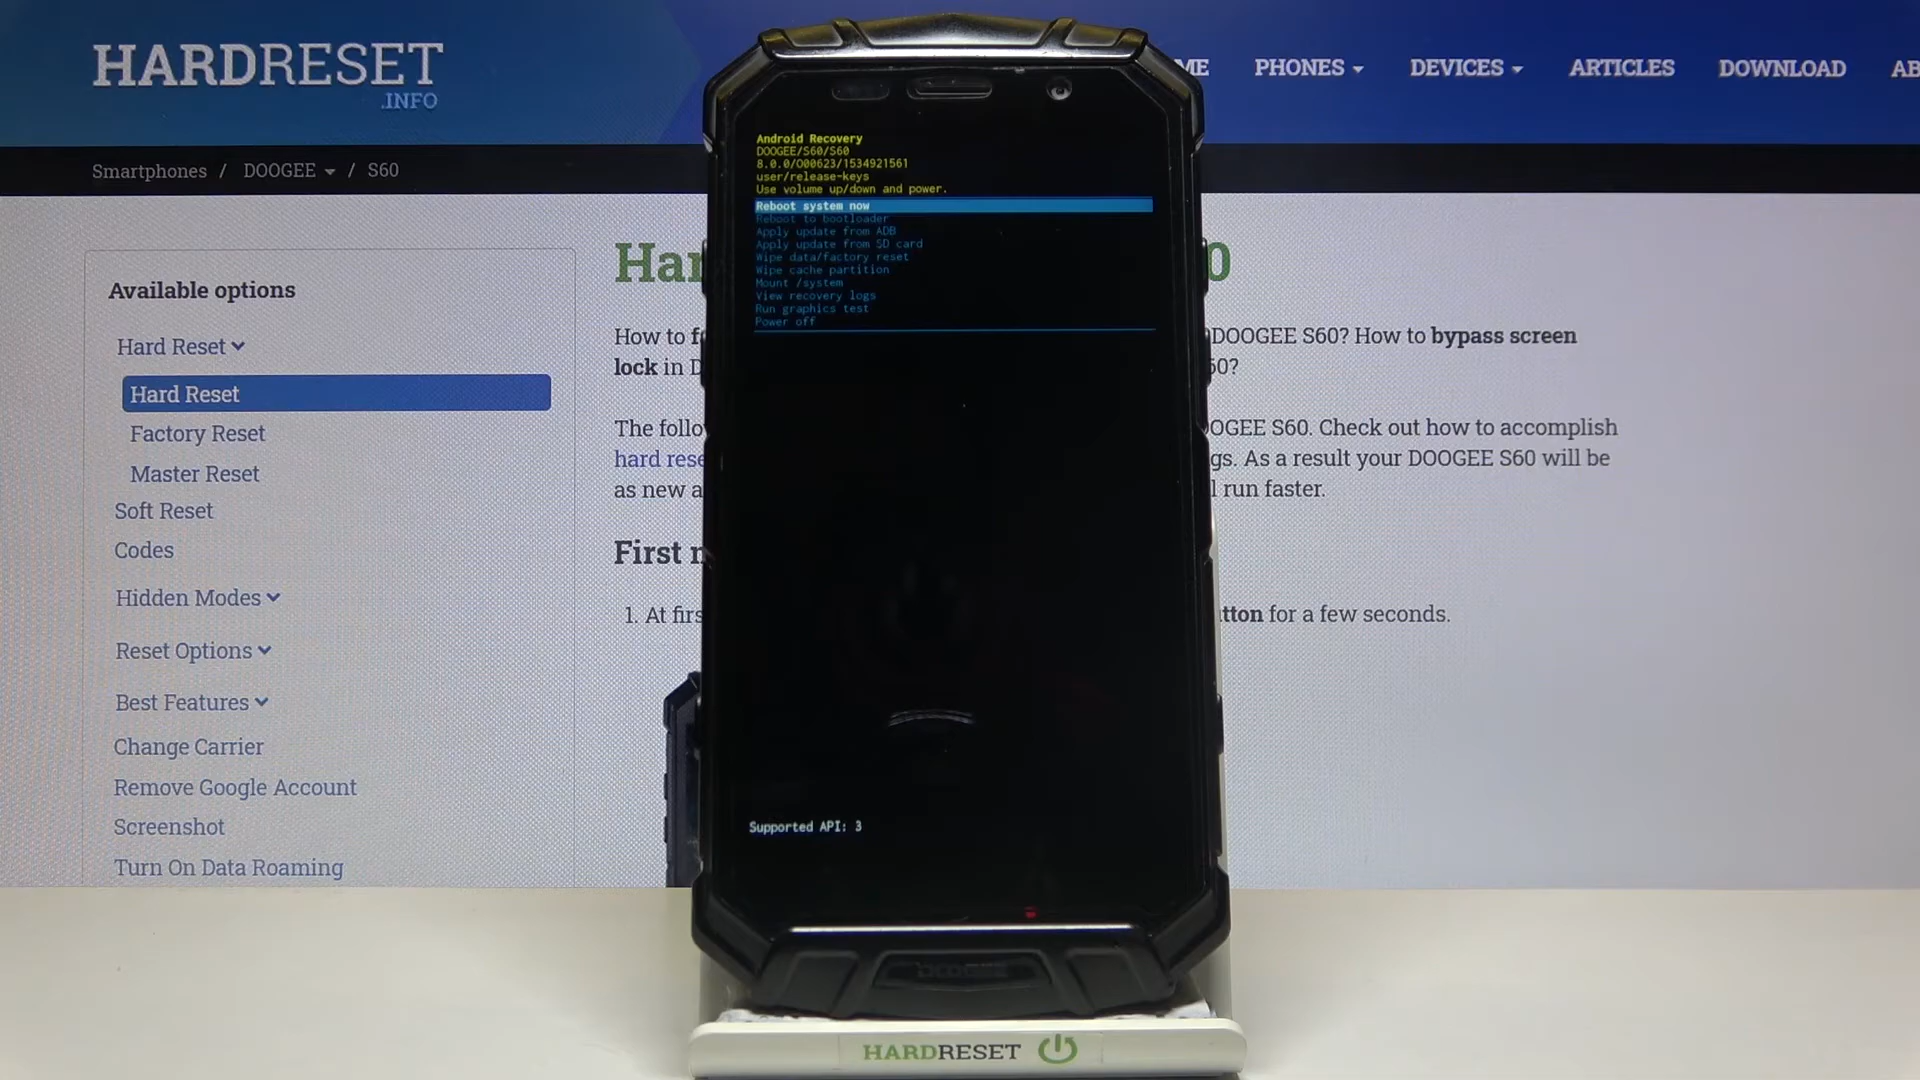 HARDRESET
.INFO
ME PHONES DEVICES ARTICLES DOWNLOAD AB
Smartphones / DOOGEE / S60
Available options
Hard Reset
Hard Reset
Factory Reset
Master Reset
Soft Reset
Codes
Hidden Modes
Reset Options
Best Features
Change Carrier
Remove Google Account
Screenshot
Turn On Data Roaming
Har 0
How to f DOOGEE S60? How to bypass screen
lock in D 60?
The follo OGEE S60. Check out how to accomplish
hard rese gs. As a result your DOOGEE S60 will be
as new a l run faster.
First m
1. At firs tton for a few seconds.
Android Recovery
DOOGEE/S60/S60
8.0.0/O00623/1534921561
user/release-keys
Use volume up/down and power.
Reboot system now
Reboot to bootloader
Apply update from ADB
Apply update from SD card
Wipe data/factory reset
Wipe cache partition
Mount /system
View recovery logs
Run graphics test
Power off
Supported API: 3
DOOGEE
HARDRESET